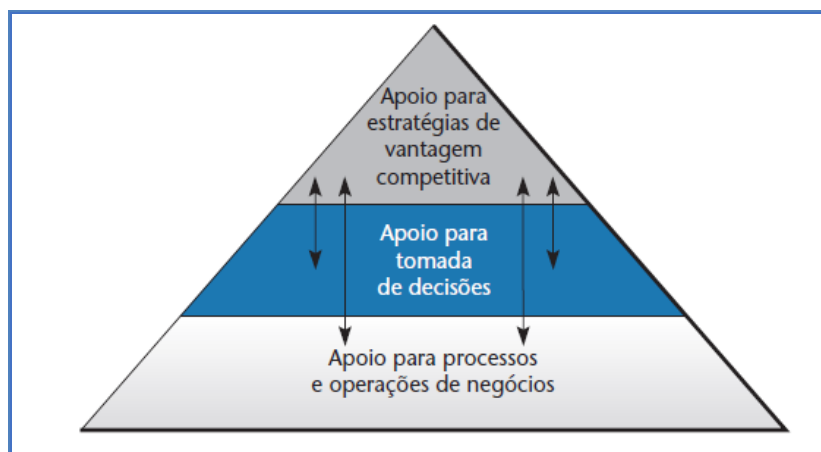 Apoio para
estratégias de
vantagem
competitiva
Apoio para
tomada
de decisões
Apoio para processos
e operações de negócios